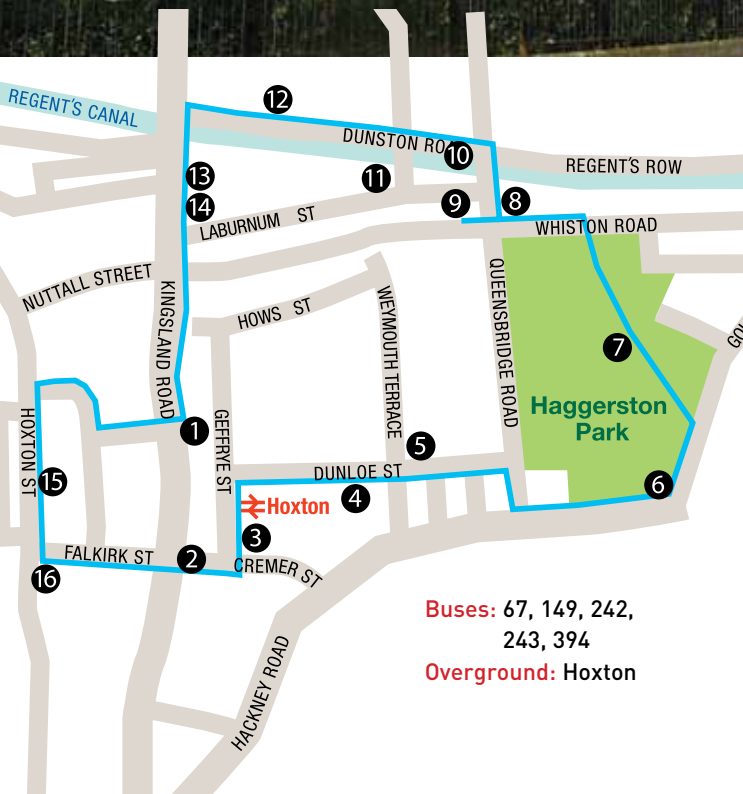 REGENT'S CANAL
12
DUNSTON RO
10
REGENT'S ROW
13
11
14
9
8
LABURNUM ST
WHISTON ROAD
NUTTALL STREET
KINGSLAND ROAD
HOWS ST
WEYMOUTH TERRACE
QUEENSBRIDGE ROAD
7
GO
Haggerston
Park
HOXTON ST
1
GEFFRYE ST
5
15
DUNLOE ST
4
6
Hoxton
3
FALKIRK ST
2
CREMER ST
16
HACKNEY ROAD
Buses: 67, 149, 242,
243, 394
Overground: Hoxton